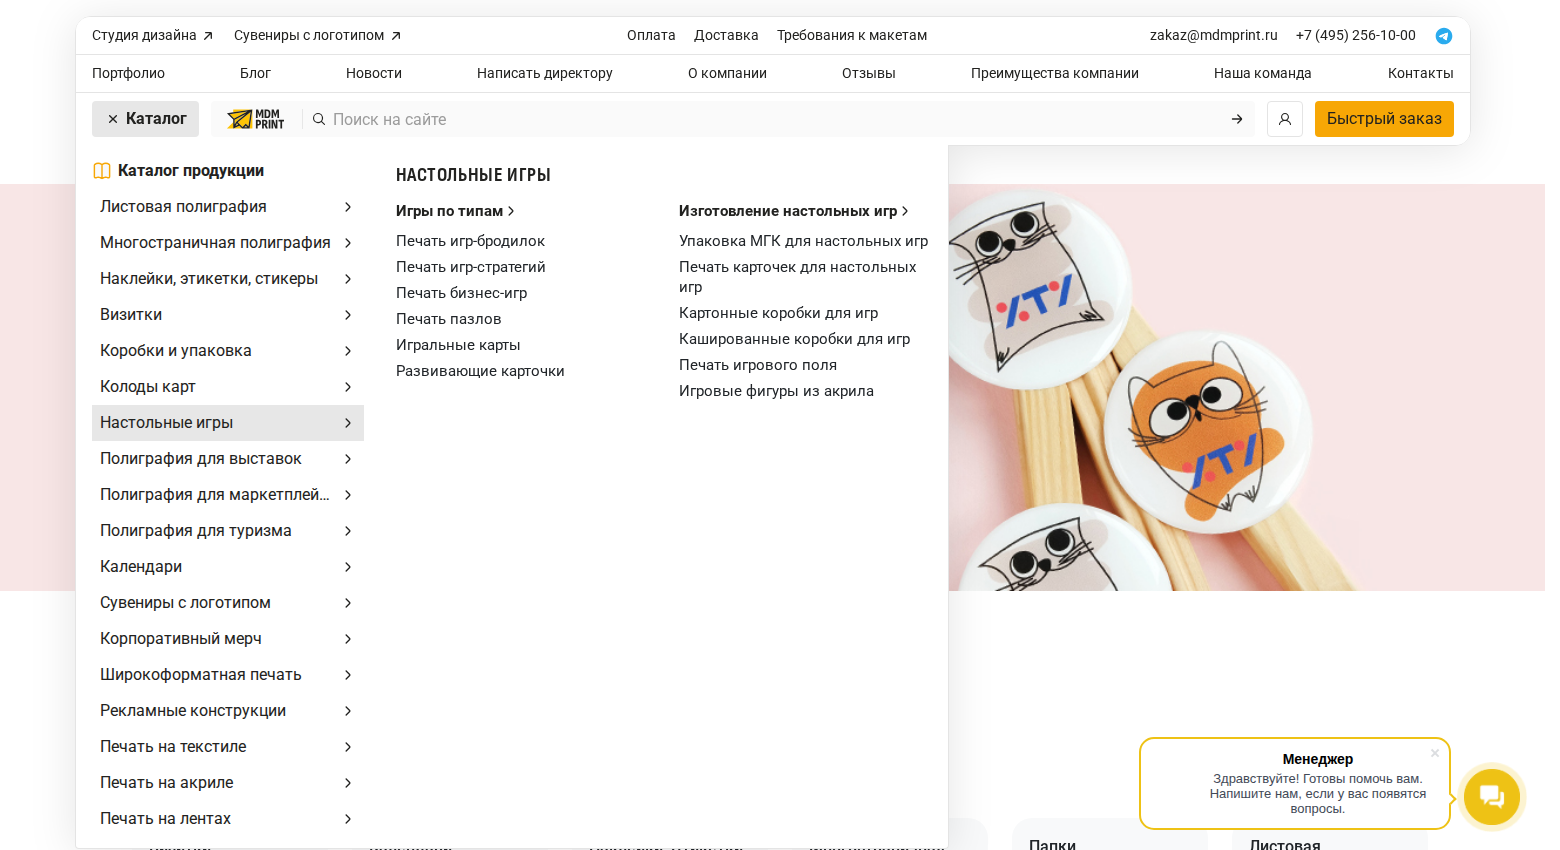 Студия дизайна
Сувениры с логотипом
Оплата
Доставка
Требования к макетам
zakaz@mdmprint.ru
+7 (495) 256-10-00
Портфолио
Блог
Новости
Написать директору
О компании
Отзывы
Преимущества компании
Наша команда
Контакты
Каталог
MDM
PRINT
Поиск на сайте
Быстрый заказ
Каталог продукции
Листовая полиграфия
Многостраничная полиграфия
Наклейки, этикетки, стикеры
Визитки
Коробки и упаковка
Колоды карт
Настольные игры
Полиграфия для выставок
Полиграфия для маркетплей...
Полиграфия для туризма
Календари
Сувениры с логотипом
Корпоративный мерч
Широкоформатная печать
Рекламные конструкции
Печать на текстиле
Печать на акриле
Печать на лентах
НАСТОЛЬНЫЕ ИГРЫ
Игры по типам
Печать игр-бродилок
Печать игр-стратегий
Печать бизнес-игр
Печать пазлов
Игральные карты
Развивающие карточки
Изготовление настольных игр
Упаковка МГК для настольных игр
Печать карточек для настольных
игр
Картонные коробки для игр
Кашированные коробки для игр
Печать игрового поля
Игровые фигуры из акрила
Менеджер
Здравствуйте! Готовы помочь вам.
Напишите нам, если у вас появятся
вопросы.
Папки
Листовая